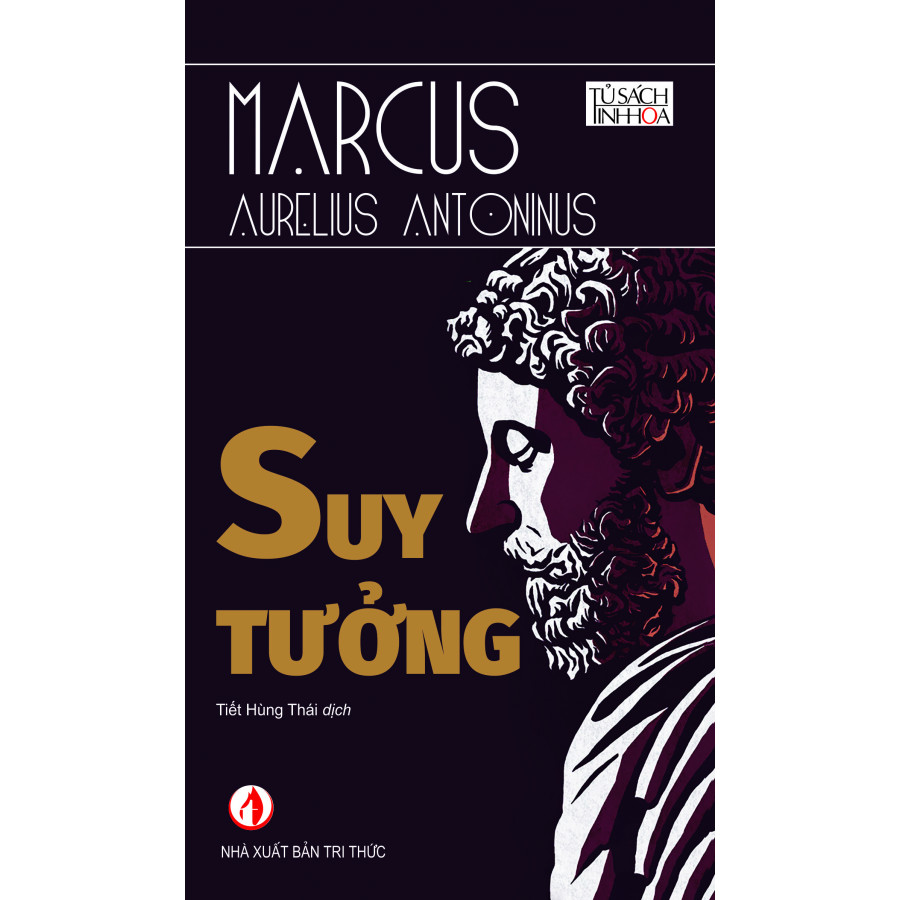 MARCUS
TỦ SÁCH
TINH HOA
AURELIUS ANTONINUS
SUY
TƯỞNG
Tiết Hùng Thái dịch
NHÀ XUẤT BẢN TRI THỨC